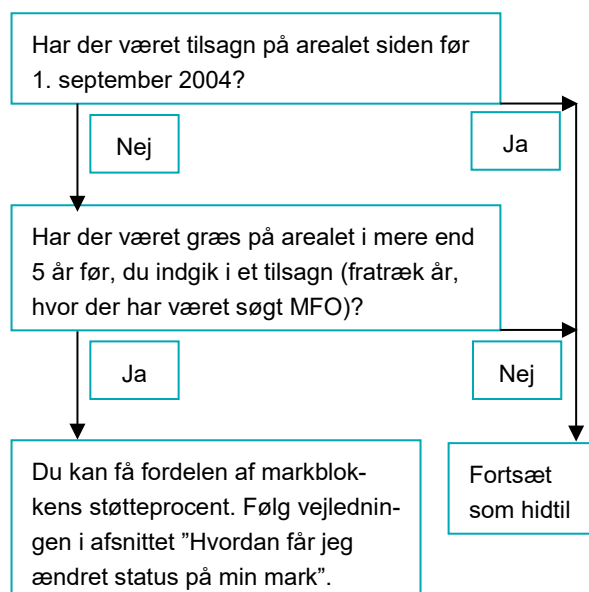 Har der været tilsagn på arealet siden før
1. september 2004?
Nej
Ja
Har der været græs på arealet i mere end
5 år før, du indgik i et tilsagn (fratræk år,
hvor der har været søgt MFO)?
Ja
Nej
Du kan få fordelen af markblok-
kens støtteprocent. Følg vejlednin-
gen i afsnittet ”Hvordan får jeg
ændret status på min mark”.
Fortsæt
som hidtil